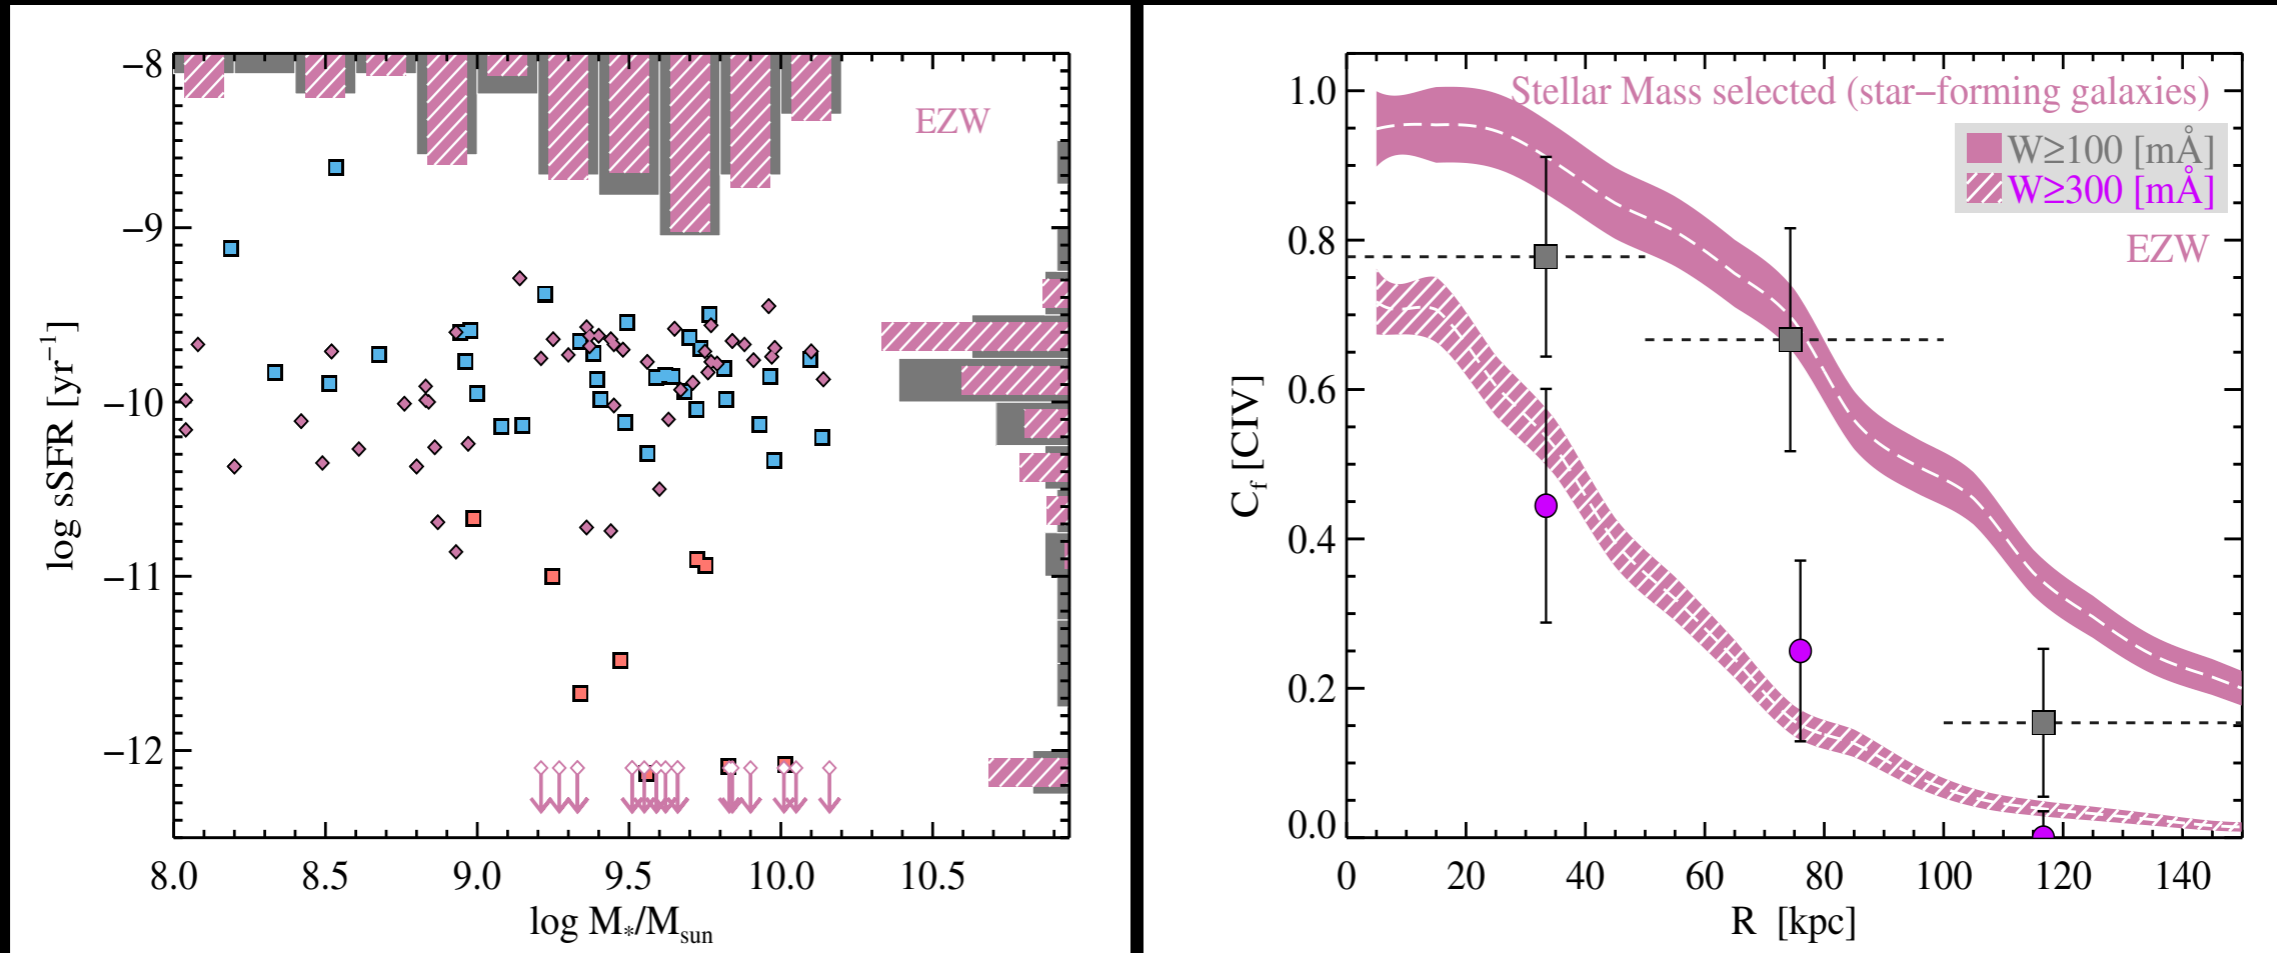 −8
−9
−10
−11
−12
log sSFR [yr⁻¹]
EZW
8.0 8.5 9.0 9.5 10.0 10.5
log M*/Msun
1.0
0.8
0.6
0.4
0.2
0.0
Cf [CIV]
Stellar Mass selected (star−forming galaxies)
W≥100 [mÅ]
W≥300 [mÅ]
EZW
0 20 40 60 80 100 120 140
R [kpc]